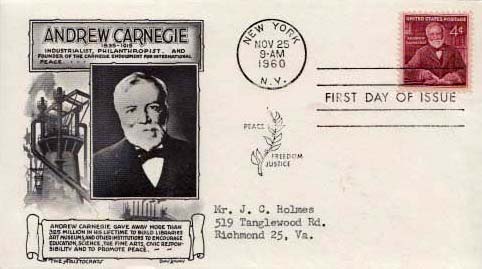 ANDREW CARNEGIE
1835-1919
INDUSTRIALIST, PHILANTHROPIST, AND
FOUNDER OF THE CARNEGIE ENDOWMENT FOR INTERNATIONAL
PEACE
NEW YORK
NOV 25
9-AM
1960
N.Y.
UNITED STATES POSTAGE
4¢
FIRST DAY OF ISSUE
PEACE
FREEDOM
JUSTICE
Mr. J. C. Holmes
519 Tanglewood Rd.
Richmond 25, Va.
ANDREW CARNEGIE GAVE AWAY MORE THAN
325 MILLION IN HIS LIFETIME TO BUILD LIBRARIES
ART MUSEUMS, AND OTHER INSTITUTIONS TO ENCOURAGE
EDUCATION, SCIENCE, THE FINE ARTS, CIVIC RESPON-
SIBILITY AND TO PROMOTE PEACE.
THE ARISTOCRATS